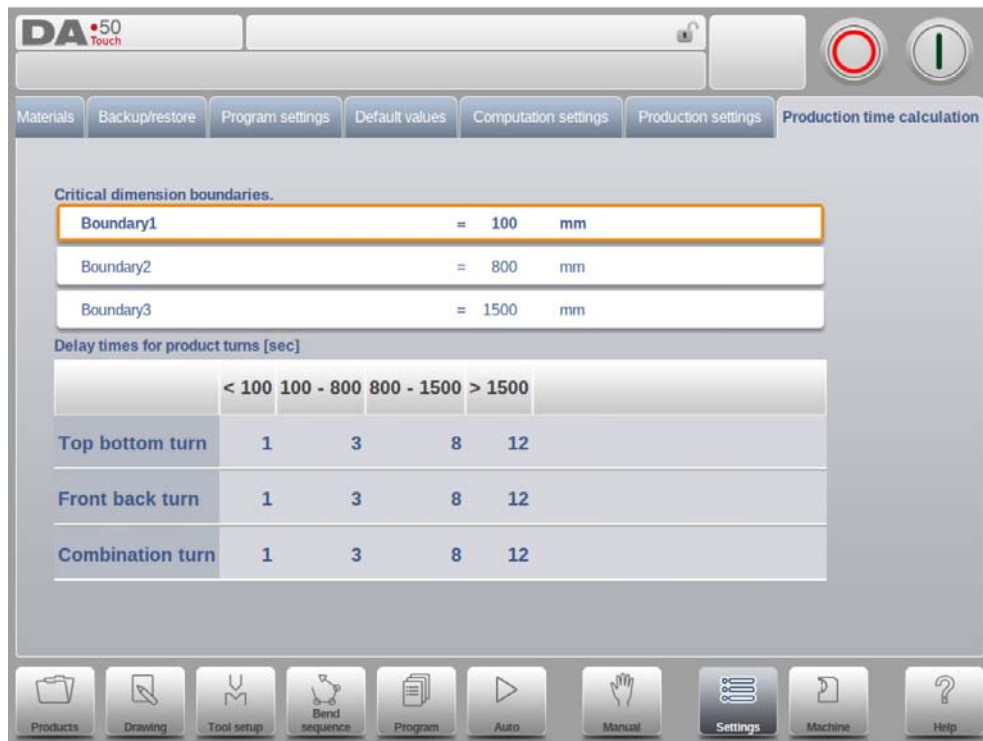 DA•50
Touch
Materials Backup/restore Program settings Default values Computation settings Production settings Production time calculation
Critical dimension boundaries.
Boundary1 = 100 mm
Boundary2 = 800 mm
Boundary3 = 1500 mm
Delay times for product turns [sec]
< 100 100 - 800 800 - 1500 > 1500
Top bottom turn 1 3 8 12
Front back turn 1 3 8 12
Combination turn 1 3 8 12
Products Drawing Tool setup Bend sequence Program Auto Manual Settings Machine Help